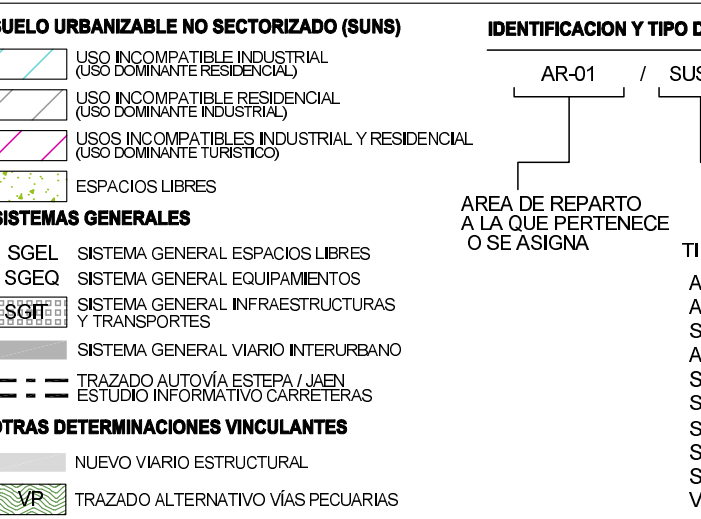 SUELO URBANIZABLE NO SECTORIZADO (SUNS)
USO INCOMPATIBLE INDUSTRIAL
(USO DOMINANTE RESIDENCIAL)
USO INCOMPATIBLE RESIDENCIAL
(USO DOMINANTE INDUSTRIAL)
USOS INCOMPATIBLES INDUSTRIAL Y RESIDENCIAL
(USO DOMINANTE TURISTICO)
ESPACIOS LIBRES
SISTEMAS GENERALES
SGEL SISTEMA GENERAL ESPACIOS LIBRES
SGEQ SISTEMA GENERAL EQUIPAMIENTOS
SGIT SISTEMA GENERAL INFRAESTRUCTURAS
Y TRANSPORTES
SISTEMA GENERAL VIARIO INTERURBANO
TRAZADO AUTOVÍA ESTEPA / JAEN
ESTUDIO INFORMATIVO CARRETERAS
OTRAS DETERMINACIONES VINCULANTES
NUEVO VIARIO ESTRUCTURAL
VP TRAZADO ALTERNATIVO VÍAS PECUARIAS
IDENTIFICACION Y TIPO
AR-01 /
AREA DE REPARTO
A LA QUE PERTENECE
O SE ASIGNA